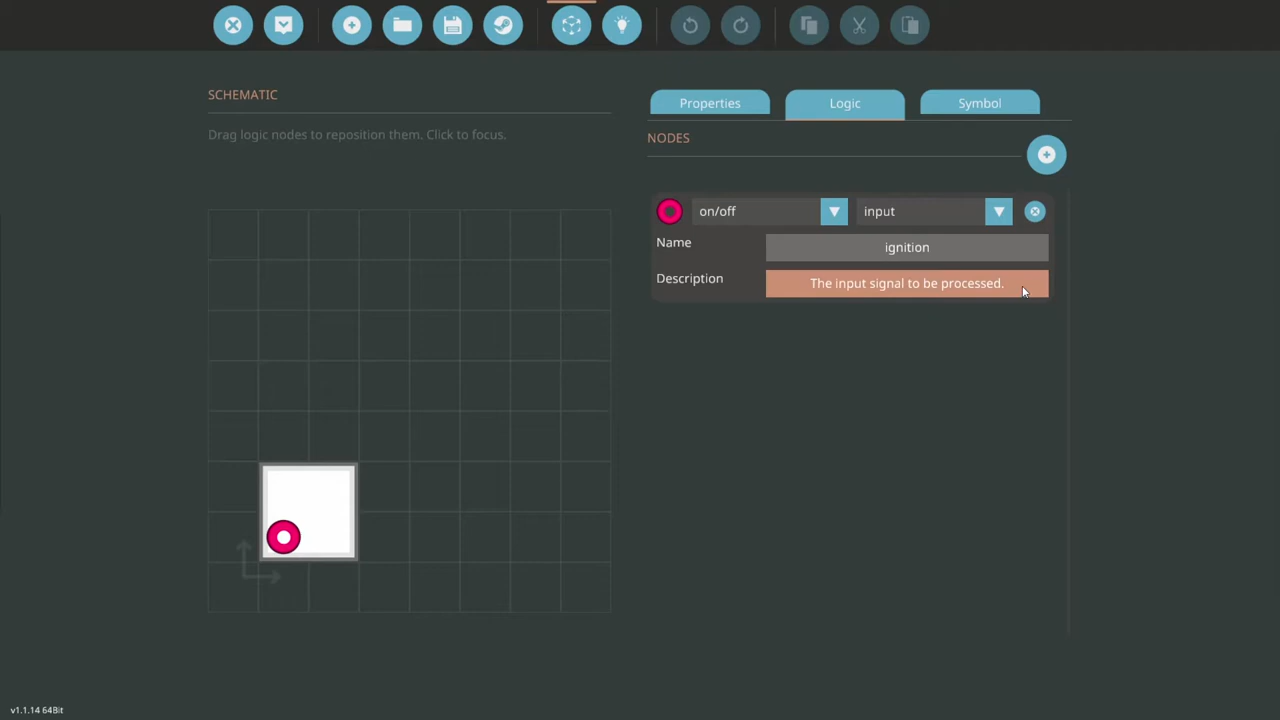 SCHEMATIC
Drag logic nodes to reposition them. Click to focus.
Properties
Logic
Symbol
NODES
on/off
input
Name
ignition
Description
The input signal to be processed.
v1.1.14 64Bit